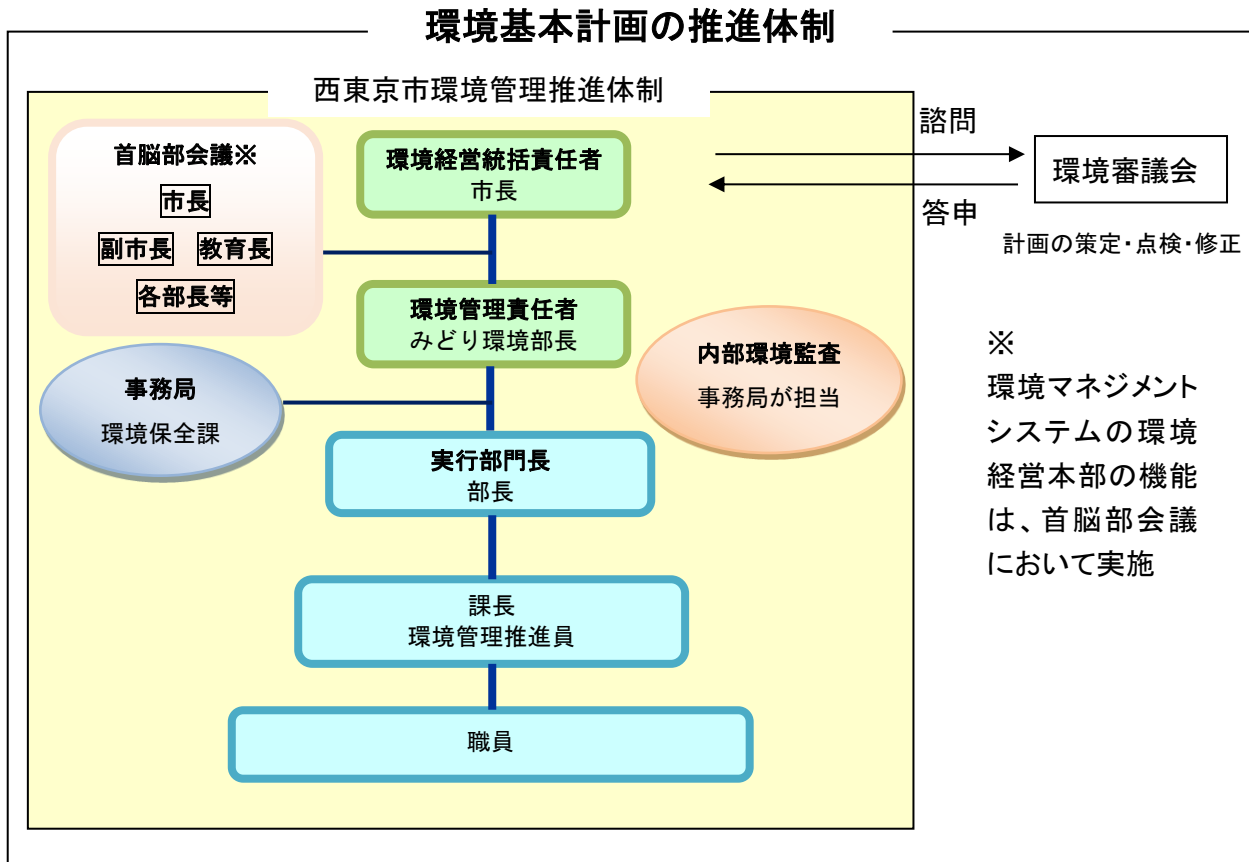 環境基本計画の推進体制
西東京市環境管理推進体制
首脳部会議※
市長
副市長 教育長
各部長等
環境経営統括責任者
市長
諮問
環境審議会
答申
計画の策定・点検・修正
環境管理責任者
みどり環境部長
内部環境監査
事務局が担当
事務局
環境保全課
実行部門長
部長
課長
環境管理推進員
職員
※
環境マネジメント
システムの環境
経営本部の機能
は、首脳部会議
において実施